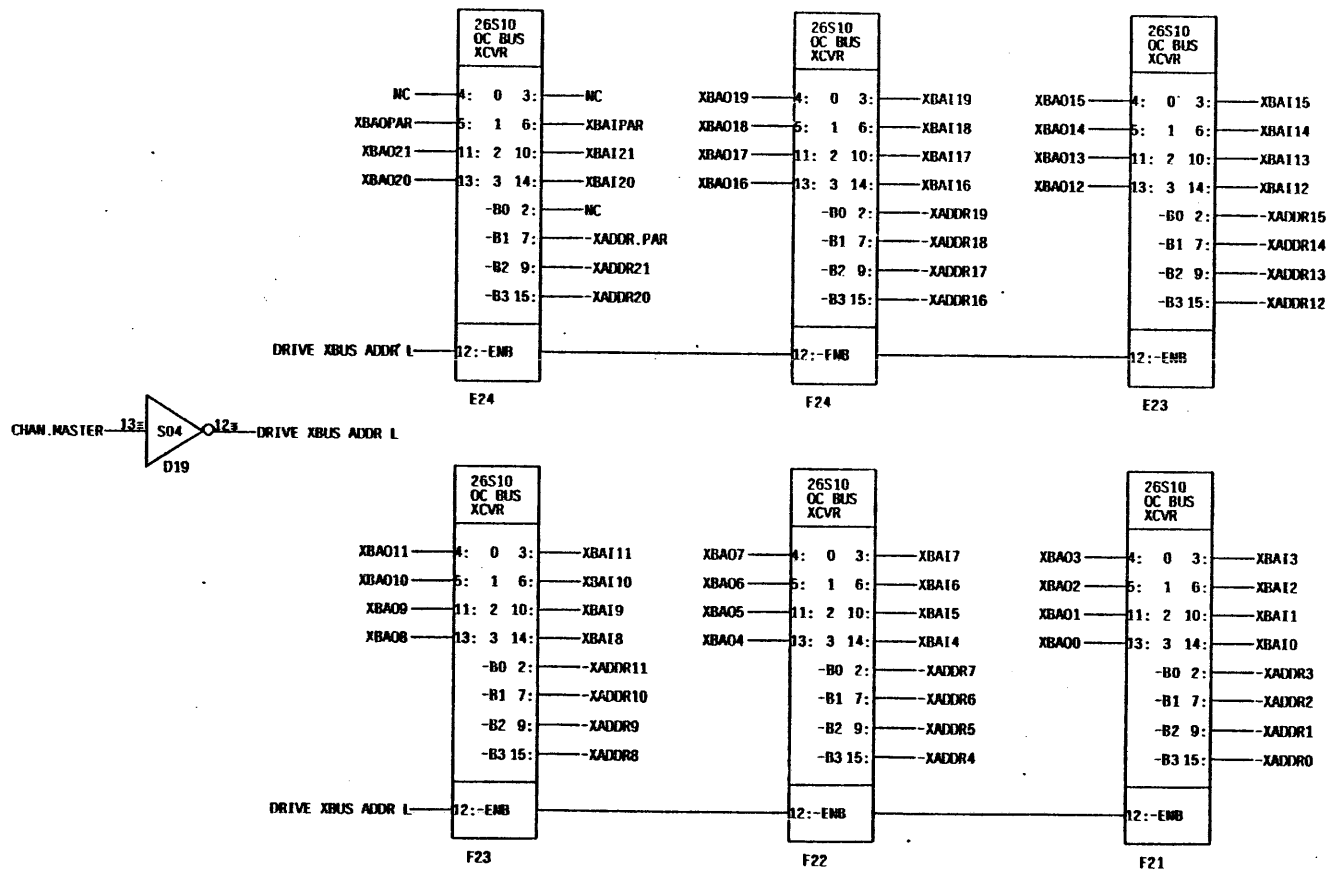 26S10
OC BUS
XCVR
NC 4: 0 3: NC
XBAOPAR 5: 1 6: XBAIPAR
XBAO21 11: 2 10: XBAI21
XBAO20 13: 3 14: XBAI20
-B0 2: NC
-B1 7: -XADDR.PAR
-B2 9: -XADDR21
-B3 15: -XADDR20
DRIVE XBUS ADDR L 12:-ENB
E24
26S10
OC BUS
XCVR
XBAO19 4: 0 3: XBAI19
XBAO18 5: 1 6: XBAI18
XBAO17 11: 2 10: XBAI17
XBAO16 13: 3 14: XBAI16
-B0 2: -XADDR19
-B1 7: -XADDR18
-B2 9: -XADDR17
-B3 15: -XADDR16
12:-ENB
F24
26S10
OC BUS
XCVR
XBAO15 4: 0 3: XBAI15
XBAO14 5: 1 6: XBAI14
XBAO13 11: 2 10: XBAI13
XBAO12 13: 3 14: XBAI12
-B0 2: -XADDR15
-B1 7: -XADDR14
-B2 9: -XADDR13
-B3 15: -XADDR12
12:-ENB
E23
CHAN.MASTER 13= S04 12= DRIVE XBUS ADDR L
D19
26S10
OC BUS
XCVR
XBAO11 4: 0 3: XBAI11
XBAO10 5: 1 6: XBAI10
XBAO9 11: 2 10: XBAI9
XBAO8 13: 3 14: XBAI8
-B0 2: -XADDR11
-B1 7: -XADDR10
-B2 9: -XADDR9
-B3 15: -XADDR8
DRIVE XBUS ADDR L 12:-ENB
F23
26S10
OC BUS
XCVR
XBAO7 4: 0 3: XBAI7
XBAO6 5: 1 6: XBAI6
XBAO5 11: 2 10: XBAI5
XBAO4 13: 3 14: XBAI4
-B0 2: -XADDR7
-B1 7: -XADDR6
-B2 9: -XADDR5
-B3 15: -XADDR4
12:-ENB
F22
26S10
OC BUS
XCVR
XBAO3 4: 0 3: XBAI3
XBAO2 5: 1 6: XBAI2
XBAO1 11: 2 10: XBAI1
XBAO0 13: 3 14: XBAI0
-B0 2: -XADDR3
-B1 7: -XADDR2
-B2 9: -XADDR1
-B3 15: -XADDR0
12:-ENB
F21